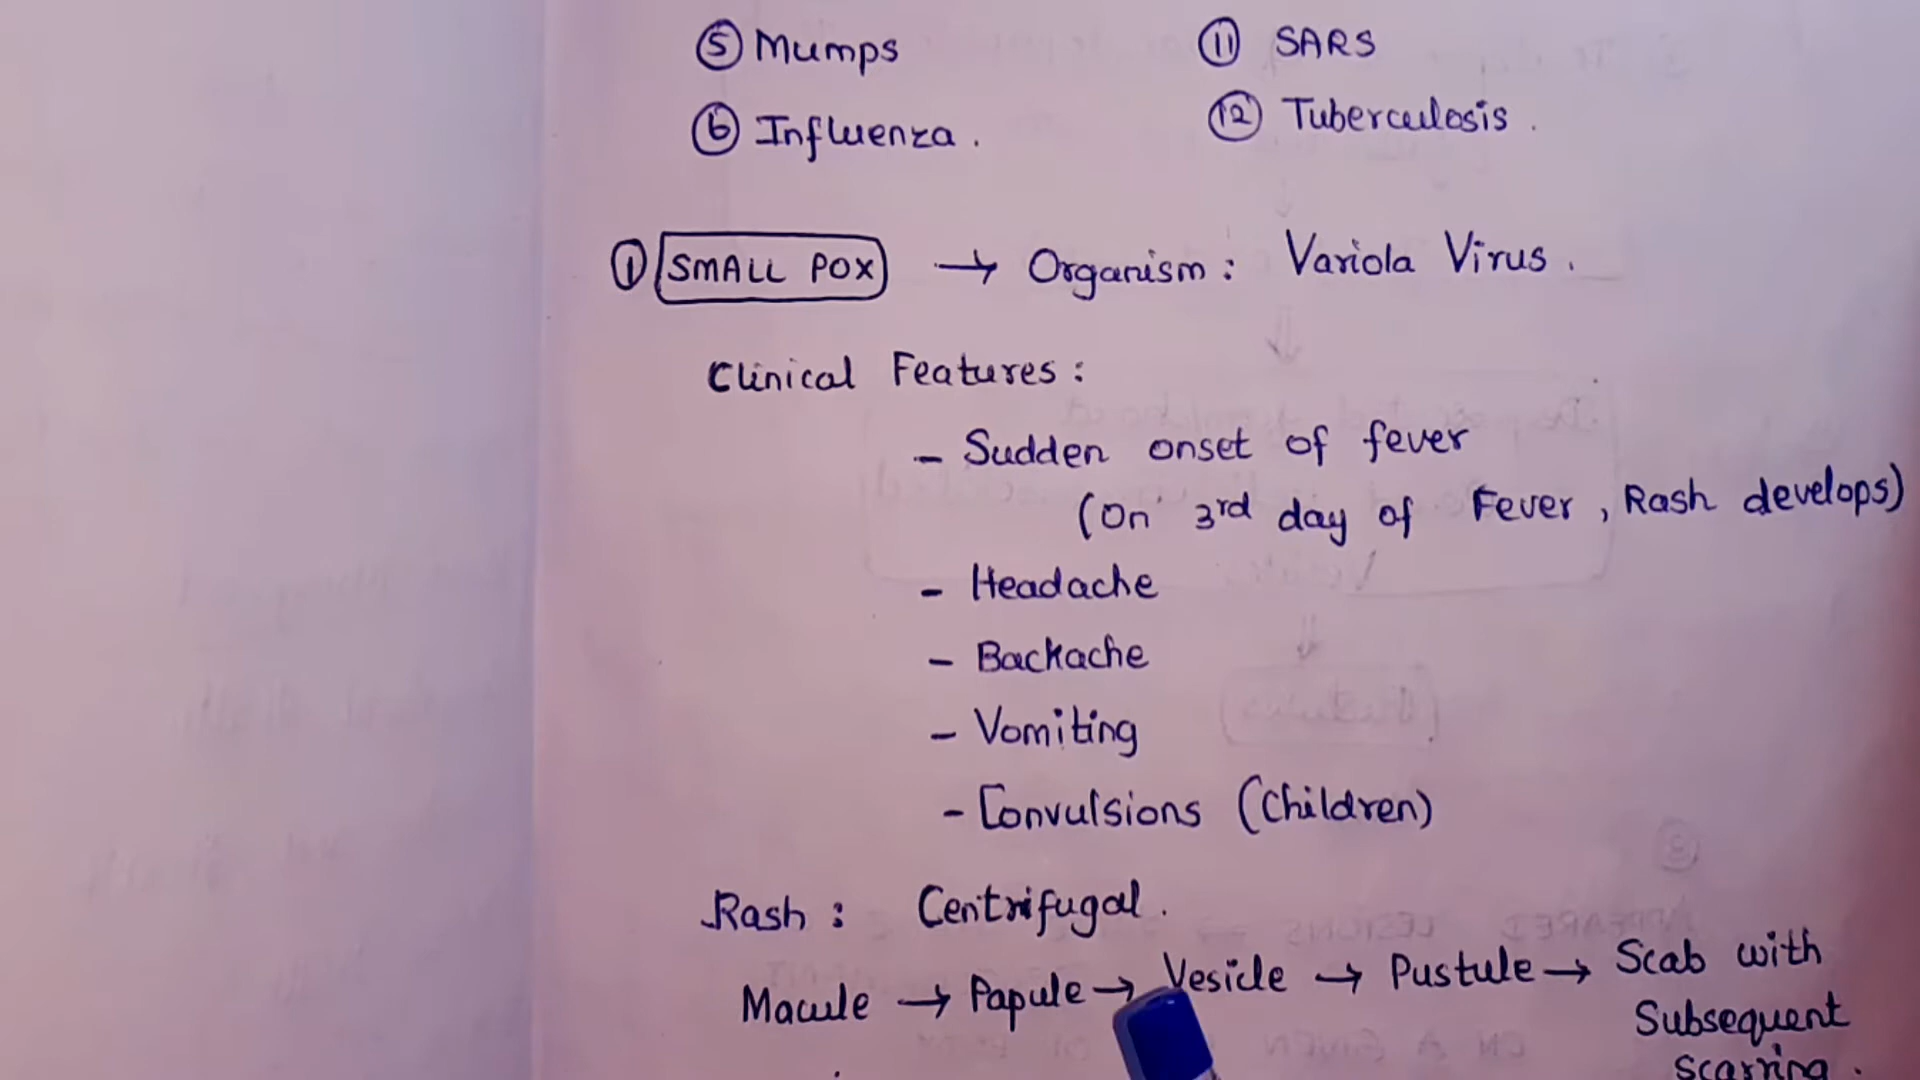 ⑤ Mumps
⑪ SARS
⑥ Influenza.
⑫ Tuberculosis.
① SMALL POX → Organism: Variola Virus.
Clinical Features:
- Sudden onset of fever
(On 3rd day of Fever, Rash develops)
- Headache
- Backache
- Vomiting
- Convulsions (Children)
Rash: Centrifugal.
Macule → Papule → Vesicle → Pustule → Scab with
Subsequent
scarring.